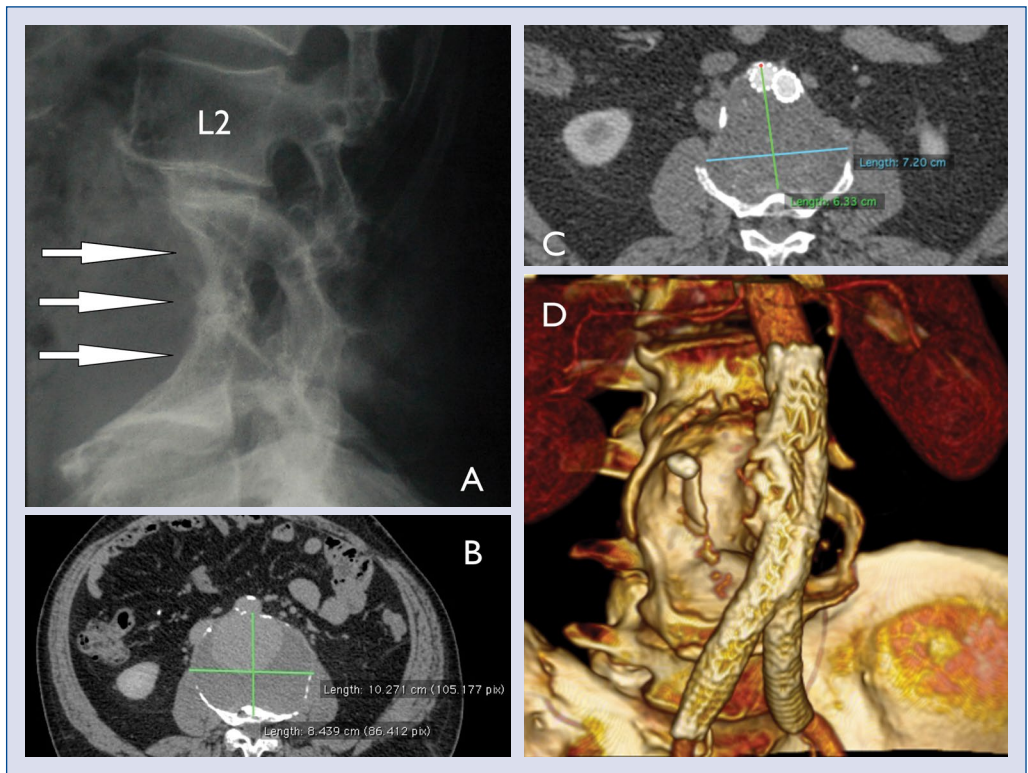 L2
A
B
Length: 10.271 cm (105.177 pix)
Length: 8.439 cm (86.412 pix)
C
Length: 7.20 cm
Length: 6.33 cm
D